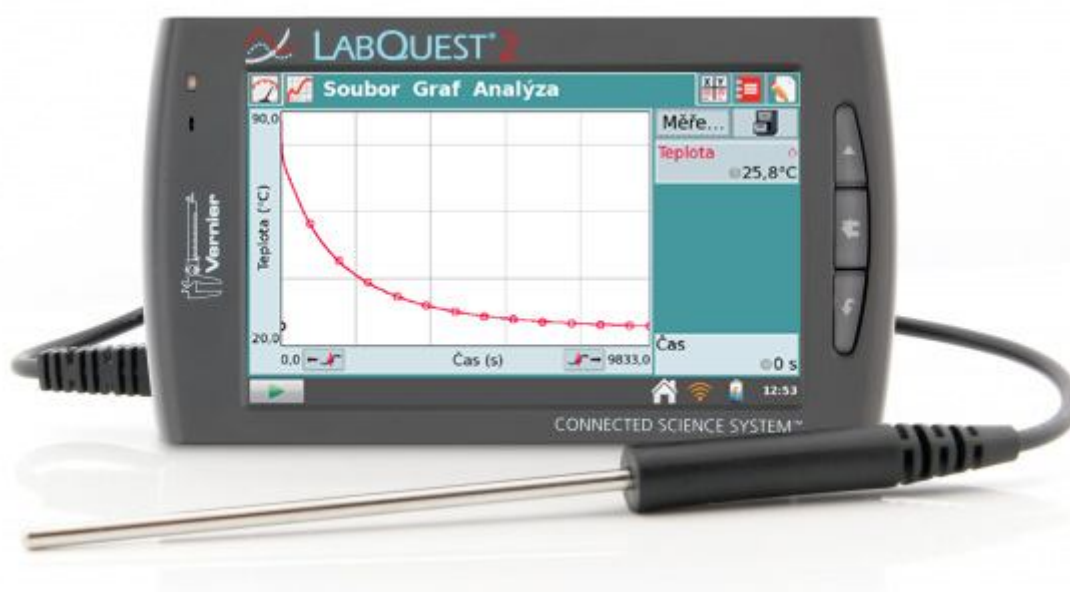 LABQUEST® 2
Vernier
Soubor Graf Analýza
X Y
90,0
Teplota (°C)
20,0
0,0
Čas (s)
9833,0
Měře...
Teplota
25,8°C
Čas
0 s
12:53
CONNECTED SCIENCE SYSTEM™